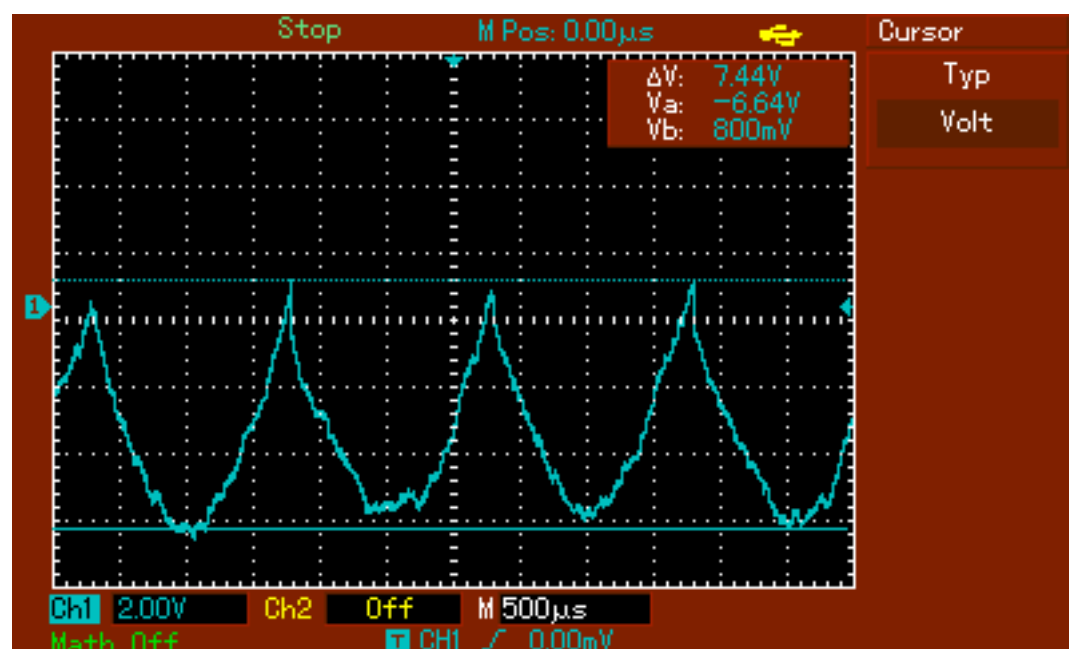 Stop M Pos: 0.00µs Cursor
ΔV: 7.44V
Va: -6.64V
Vb: 800mV
Typ
Volt
1
Ch1 2.00V Ch2 Off M 500µs
Math Off T CH1 0.00mV